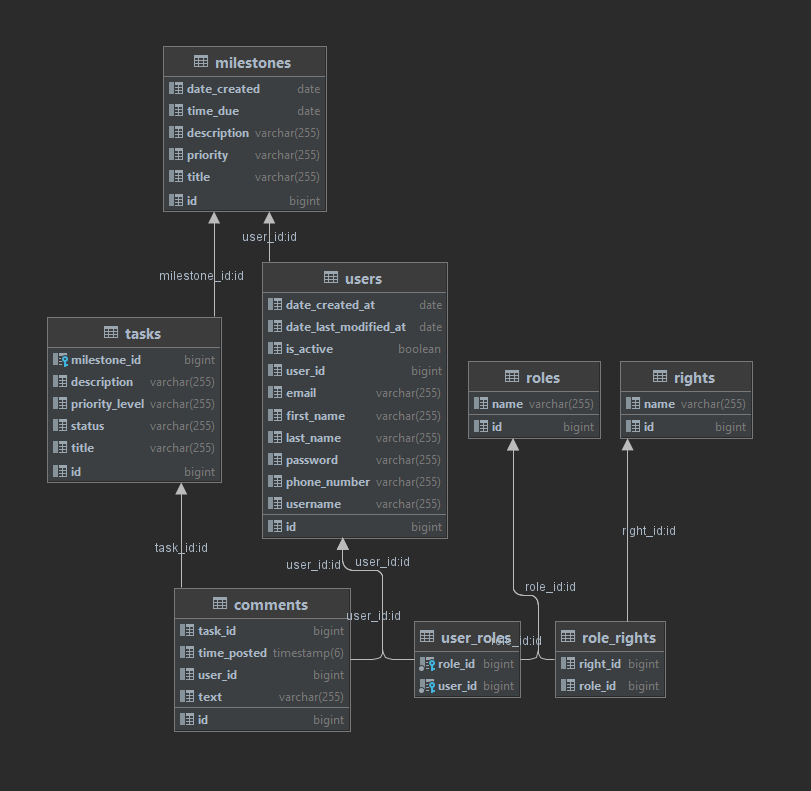 milestones
date_created date
time_due date
description varchar(255)
priority varchar(255)
title varchar(255)
id bigint
user_id:id
milestone_id:id
users
date_created_at date
date_last_modified_at date
is_active boolean
user_id bigint
email varchar(255)
first_name varchar(255)
last_name varchar(255)
password varchar(255)
phone_number varchar(255)
username varchar(255)
id bigint
tasks
milestone_id bigint
description varchar(255)
priority_level varchar(255)
status varchar(255)
title varchar(255)
id bigint
roles
name varchar(255)
id bigint
rights
name varchar(255)
id bigint
right_id:id
task_id:id
user_id:id
user_id:id
role_id:id
user_id:id
comments
task_id bigint
time_posted timestamp(6)
user_id bigint
text varchar(255)
id bigint
user_roles
role_id bigint
user_id bigint
role_id:id
role_rights
right_id bigint
role_id bigint